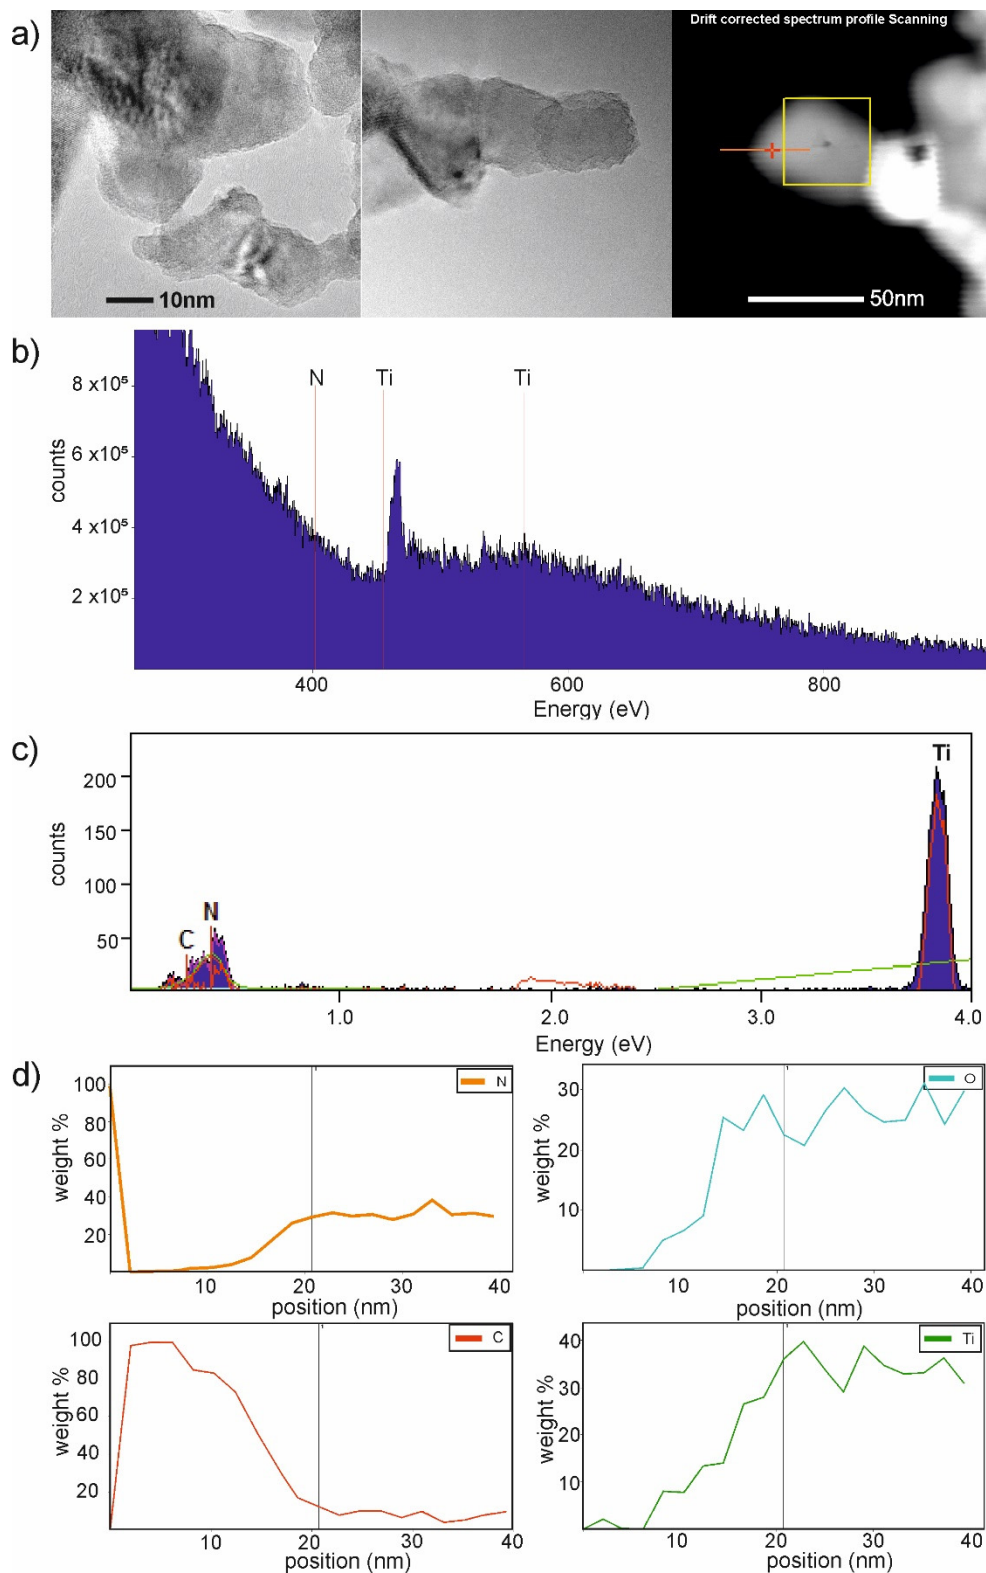 a)
Drift corrected spectrum profile Scanning
10nm
50nm
b)
N Ti Ti
8 x10⁵
6 x10⁵
4 x10⁵
2 x10⁵
counts
400 600 800
Energy (eV)
c)
Ti
200
150
100
50
counts
C N
1.0 2.0 3.0 4.0
Energy (eV)
d)
N
100
80
60
40
20
weight %
10 20 30 40
position (nm)
O
30
20
10
weight %
10 20 30 40
position (nm)
C
100
80
60
40
20
weight %
10 20 30 40
position (nm)
Ti
40
30
20
10
weight %
10 20 30 40
position (nm)